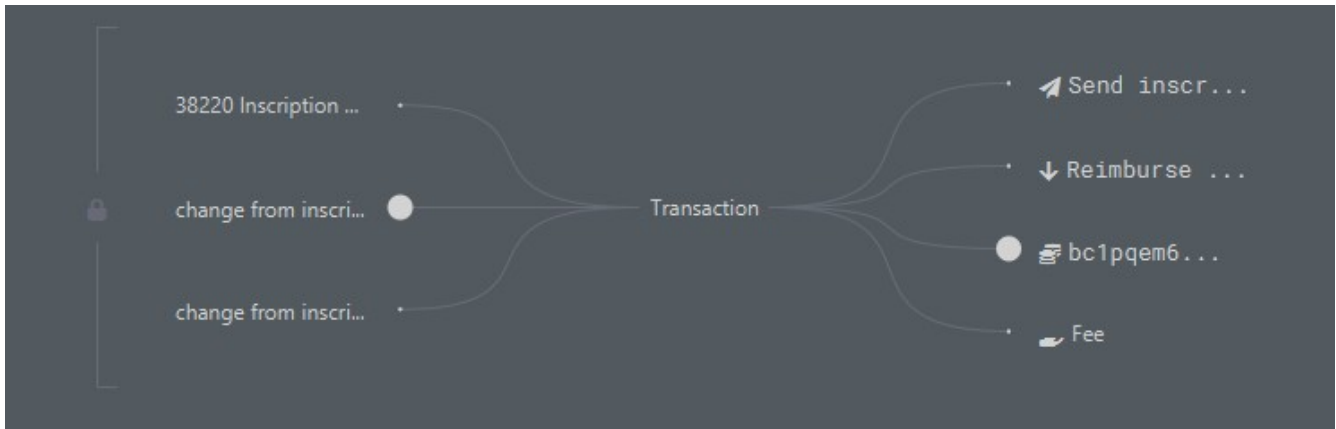 38220 Inscription ...
change from inscri...
change from inscri...
Transaction
Send inscr...
Reimburse ...
bc1pqem6...
Fee